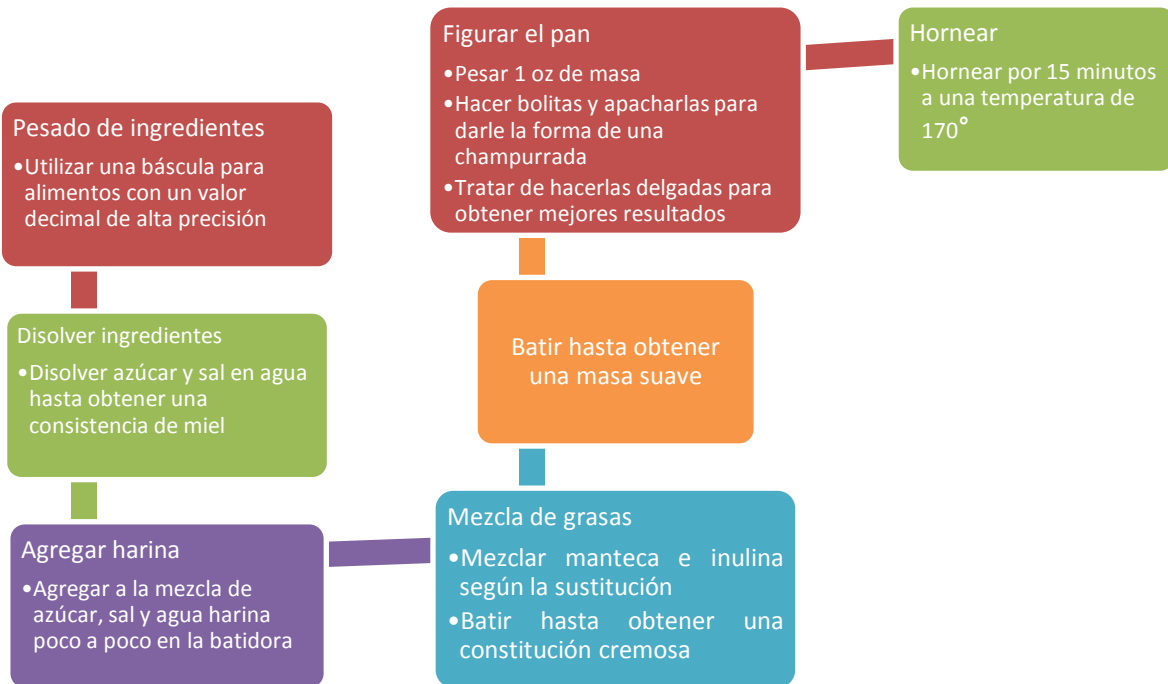 Pesado de ingredientes
•Utilizar una báscula para
alimentos con un valor
decimal de alta precisión
Disolver ingredientes
•Disolver azúcar y sal en agua
hasta obtener una
consistencia de miel
Agregar harina
•Agregar a la mezcla de
azúcar, sal y agua harina
poco a poco en la batidora
Mezcla de grasas
•Mezclar manteca e inulina
según la sustitución
•Batir hasta obtener una
constitución cremosa
Batir hasta obtener
una masa suave
Figurar el pan
•Pesar 1 oz de masa
•Hacer bolitas y apacharlas para
darle la forma de una
champurrada
•Tratar de hacerlas delgadas para
obtener mejores resultados
Hornear
•Hornear por 15 minutos
a una temperatura de
170°